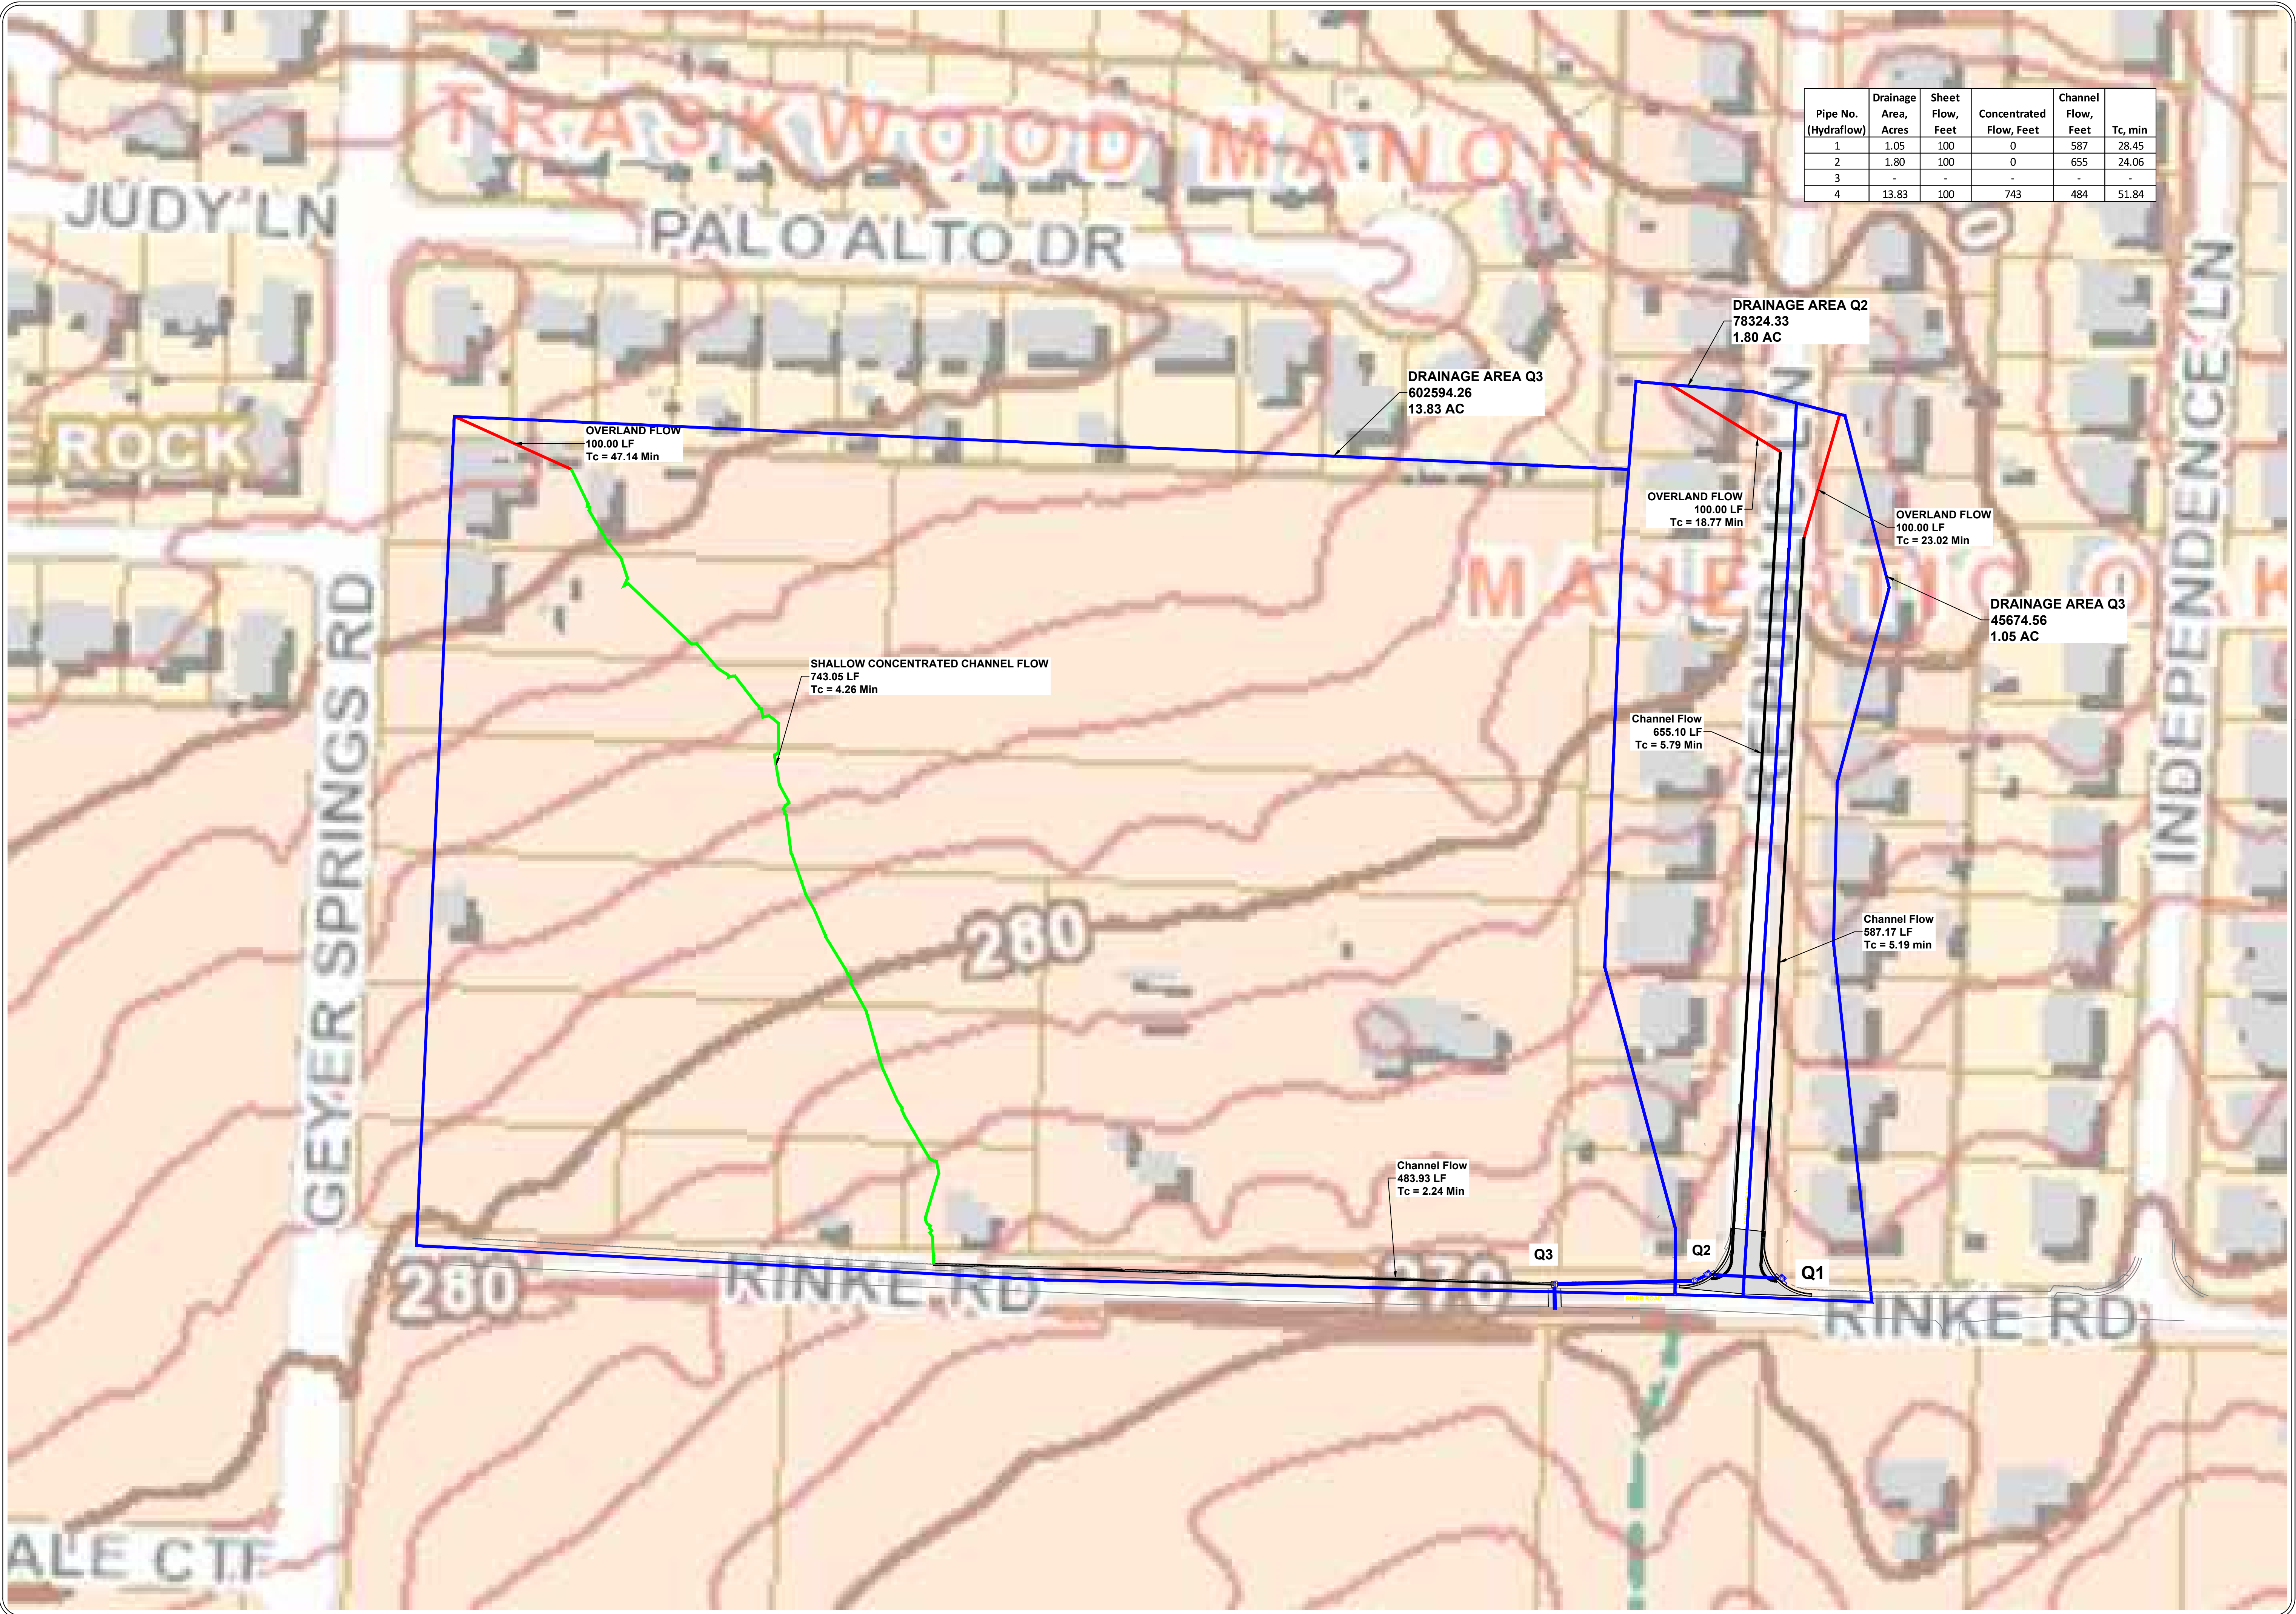 TRASKWOOD MANOR
Pipe No. (Hydraflow) | Drainage Area, Acres | Sheet Flow, Feet | Concentrated Flow, Feet | Channel Flow, Feet | Tc, min
1 | 1.05 | 100 | 0 | 587 | 28.45
2 | 1.80 | 100 | 0 | 655 | 24.06
3 | - | - | - | - | -
4 | 13.83 | 100 | 743 | 484 | 51.84
JUDY LN
PALO ALTO DR
DRAINAGE AREA Q2
78324.33
1.80 AC
DRAINAGE AREA Q3
602594.26
13.83 AC
E ROCK
OVERLAND FLOW
100.00 LF
Tc = 47.14 Min
OVERLAND FLOW
100.00 LF
Tc = 18.77 Min
OVERLAND FLOW
100.00 LF
Tc = 23.02 Min
DRAINAGE AREA Q3
45674.56
1.05 AC
INDEPENDENCE LN
GEYER SPRINGS RD
SHALLOW CONCENTRATED CHANNEL FLOW
743.05 LF
Tc = 4.26 Min
Channel Flow
655.10 LF
Tc = 5.79 Min
Channel Flow
587.17 LF
Tc = 5.19 min
280
Channel Flow
483.93 LF
Tc = 2.24 Min
Q3
Q2
Q1
280
RINKE RD
270
RINKE RD
ALE CT